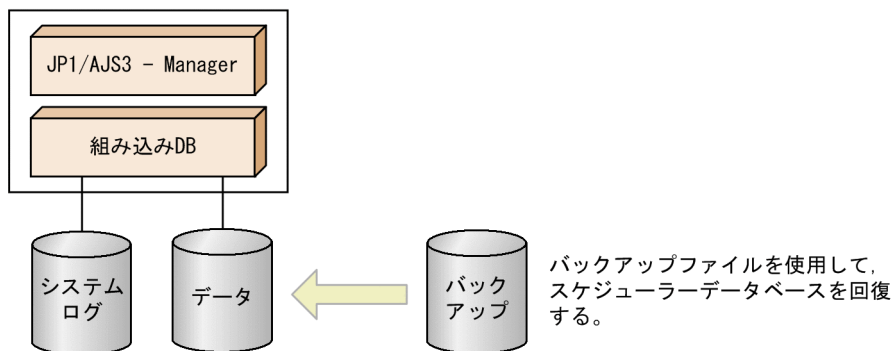 JP1/AJS3 - Manager
組み込みDB
システム
ログ
データ
バック
アップ
バックアップファイルを使用して，
スケジューラーデータベースを回復
する。